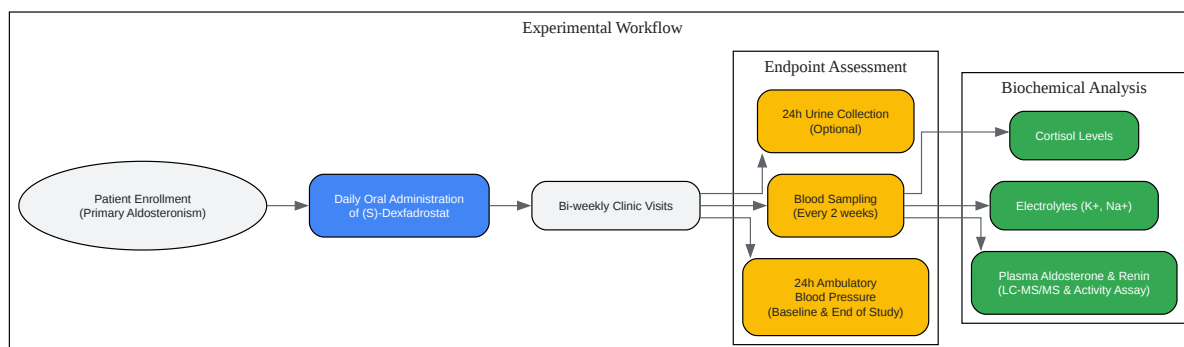 Experimental Workflow
Endpoint Assessment
Biochemical Analysis
24h Urine Collection
(Optional)
Cortisol Levels
Patient Enrollment
(Primary Aldosteronism)
Daily Oral Administration
of (S)-Dexfadrostat
Bi-weekly Clinic Visits
Blood Sampling
(Every 2 weeks)
Electrolytes (K+, Na+)
24h Ambulatory
Blood Pressure
(Baseline & End of Study)
Plasma Aldosterone & Renin
(LC-MS/MS & Activity Assay)